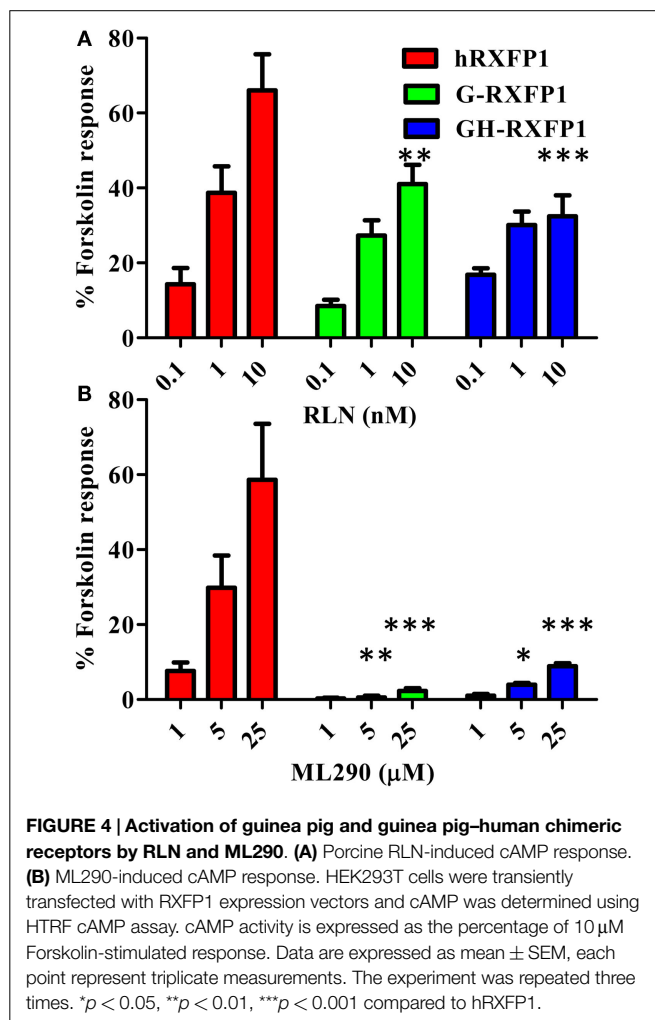 A
80
60
40
20
0
% Forskolin response
hRXFP1
G-RXFP1
GH-RXFP1
** ***
0.1 1 10 0.1 1 10 0.1 1 10
RLN (nM)
B
80
60
40
20
0
% Forskolin response
** *** * ***
1 5 25 1 5 25 1 5 25
ML290 (μM)
FIGURE 4 | Activation of guinea pig and guinea pig–human chimeric
receptors by RLN and ML290. (A) Porcine RLN-induced cAMP response.
(B) ML290-induced cAMP response. HEK293T cells were transiently
transfected with RXFP1 expression vectors and cAMP was determined using
HTRF cAMP assay. cAMP activity is expressed as the percentage of 10 μM
Forskolin-stimulated response. Data are expressed as mean ± SEM, each
point represent triplicate measurements. The experiment was repeated three
times. *p < 0.05, **p < 0.01, ***p < 0.001 compared to hRXFP1.